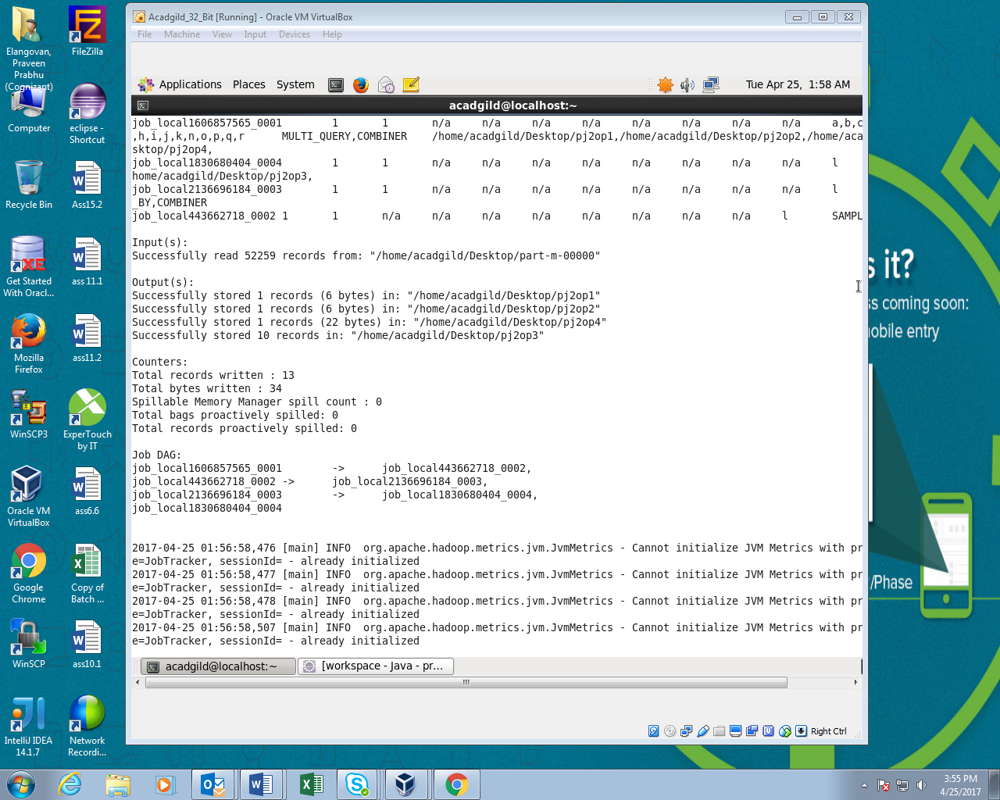 Acadgild_32_Bit [Running] - Oracle VM VirtualBox
File Machine View Input Devices Help
Applications Places System
Tue Apr 25, 1:58 AM
acadgild@localhost:~
job_local1606857565_0001 1 1 n/a n/a n/a n/a n/a n/a n/a n/a a,b,c
,h,i,j,k,n,o,p,q,r MULTI_QUERY,COMBINER /home/acadgild/Desktop/pj2op1,/home/acadgild/Desktop/pj2op2,/home/aca
sktop/pj2op4,
job_local1830680404_0004 1 1 n/a n/a n/a n/a n/a n/a n/a n/a l
home/acadgild/Desktop/pj2op3,
job_local2136696184_0003 1 1 n/a n/a n/a n/a n/a n/a n/a n/a l
_BY,COMBINER
job_local443662718_0002 1 1 n/a n/a n/a n/a n/a n/a n/a n/a l SAMPL
Input(s):
Successfully read 52259 records from: "/home/acadgild/Desktop/part-m-00000"
Output(s):
Successfully stored 1 records (6 bytes) in: "/home/acadgild/Desktop/pj2op1"
Successfully stored 1 records (6 bytes) in: "/home/acadgild/Desktop/pj2op2"
Successfully stored 1 records (22 bytes) in: "/home/acadgild/Desktop/pj2op4"
Successfully stored 10 records in: "/home/acadgild/Desktop/pj2op3"
Counters:
Total records written : 13
Total bytes written : 34
Spillable Memory Manager spill count : 0
Total bags proactively spilled: 0
Total records proactively spilled: 0
Job DAG:
job_local1606857565_0001 -> job_local443662718_0002,
job_local443662718_0002 -> job_local2136696184_0003,
job_local2136696184_0003 -> job_local1830680404_0004,
job_local1830680404_0004
2017-04-25 01:56:58,476 [main] INFO org.apache.hadoop.metrics.jvm.JvmMetrics - Cannot initialize JVM Metrics with pr
e=JobTracker, sessionId= - already initialized
2017-04-25 01:56:58,477 [main] INFO org.apache.hadoop.metrics.jvm.JvmMetrics - Cannot initialize JVM Metrics with pr
e=JobTracker, sessionId= - already initialized
2017-04-25 01:56:58,478 [main] INFO org.apache.hadoop.metrics.jvm.JvmMetrics - Cannot initialize JVM Metrics with pr
e=JobTracker, sessionId= - already initialized
2017-04-25 01:56:58,507 [main] INFO org.apache.hadoop.metrics.jvm.JvmMetrics - Cannot initialize JVM Metrics with pr
e=JobTracker, sessionId= - already initialized
acadgild@localhost:~
[workspace - Java - pr...
Right Ctrl
Elangovan,
Praveen
Prabhu
(Cognizant)
FileZilla
Computer
eclipse -
Shortcut
Recycle Bin
Ass15.2
Get Started
With Oracl...
ass 11.1
Mozilla
Firefox
ass11.2
WinSCP3
ExperTouch
by IT
Oracle VM
VirtualBox
ass6.6
Google
Chrome
Copy of
Batch ...
WinSCP
ass10.1
IntelliJ IDEA
14.1.7
Network
Recordi...
s it?
ss coming soon:
obile entry
/Phase
3:55 PM
4/25/2017